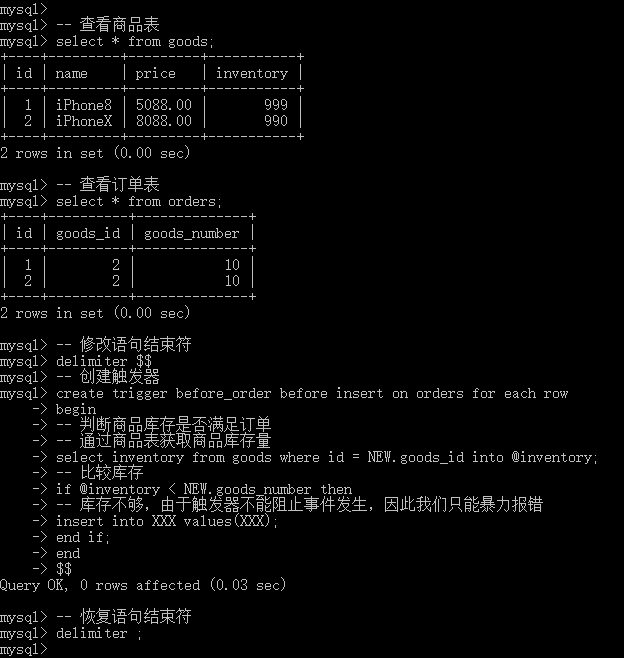 mysql>
mysql>
mysql> -- 查看商品表
mysql> select * from goods;
+----+---------+---------+-----------+
| id | name    | price   | inventory |
+----+---------+---------+-----------+
|  1 | iPhone8 | 5088.00 |       999 |
|  2 | iPhoneX | 8088.00 |       990 |
+----+---------+---------+-----------+
2 rows in set (0.00 sec)

mysql> -- 查看订单表
mysql> select * from orders;
+----+----------+--------------+
| id | goods_id | goods_number |
+----+----------+--------------+
|  1 |        2 |           10 |
|  2 |        2 |           10 |
+----+----------+--------------+
2 rows in set (0.00 sec)

mysql> -- 修改语句结束符
mysql> delimiter $$
mysql> -- 创建触发器
mysql> create trigger before_order before insert on orders for each row
    -> begin
    -> -- 判断商品库存是否满足订单
    -> -- 通过商品表获取商品库存量
    -> select inventory from goods where id = NEW.goods_id into @inventory;
    -> -- 比较库存
    -> if @inventory < NEW.goods_number then
    -> -- 库存不够，由于触发器不能阻止事件发生，因此我们只能暴力报错
    -> insert into XXX values(XXX);
    -> end if;
    -> end
    -> $$
Query OK, 0 rows affected (0.03 sec)

mysql> -- 恢复语句结束符
mysql> delimiter ;
mysql>